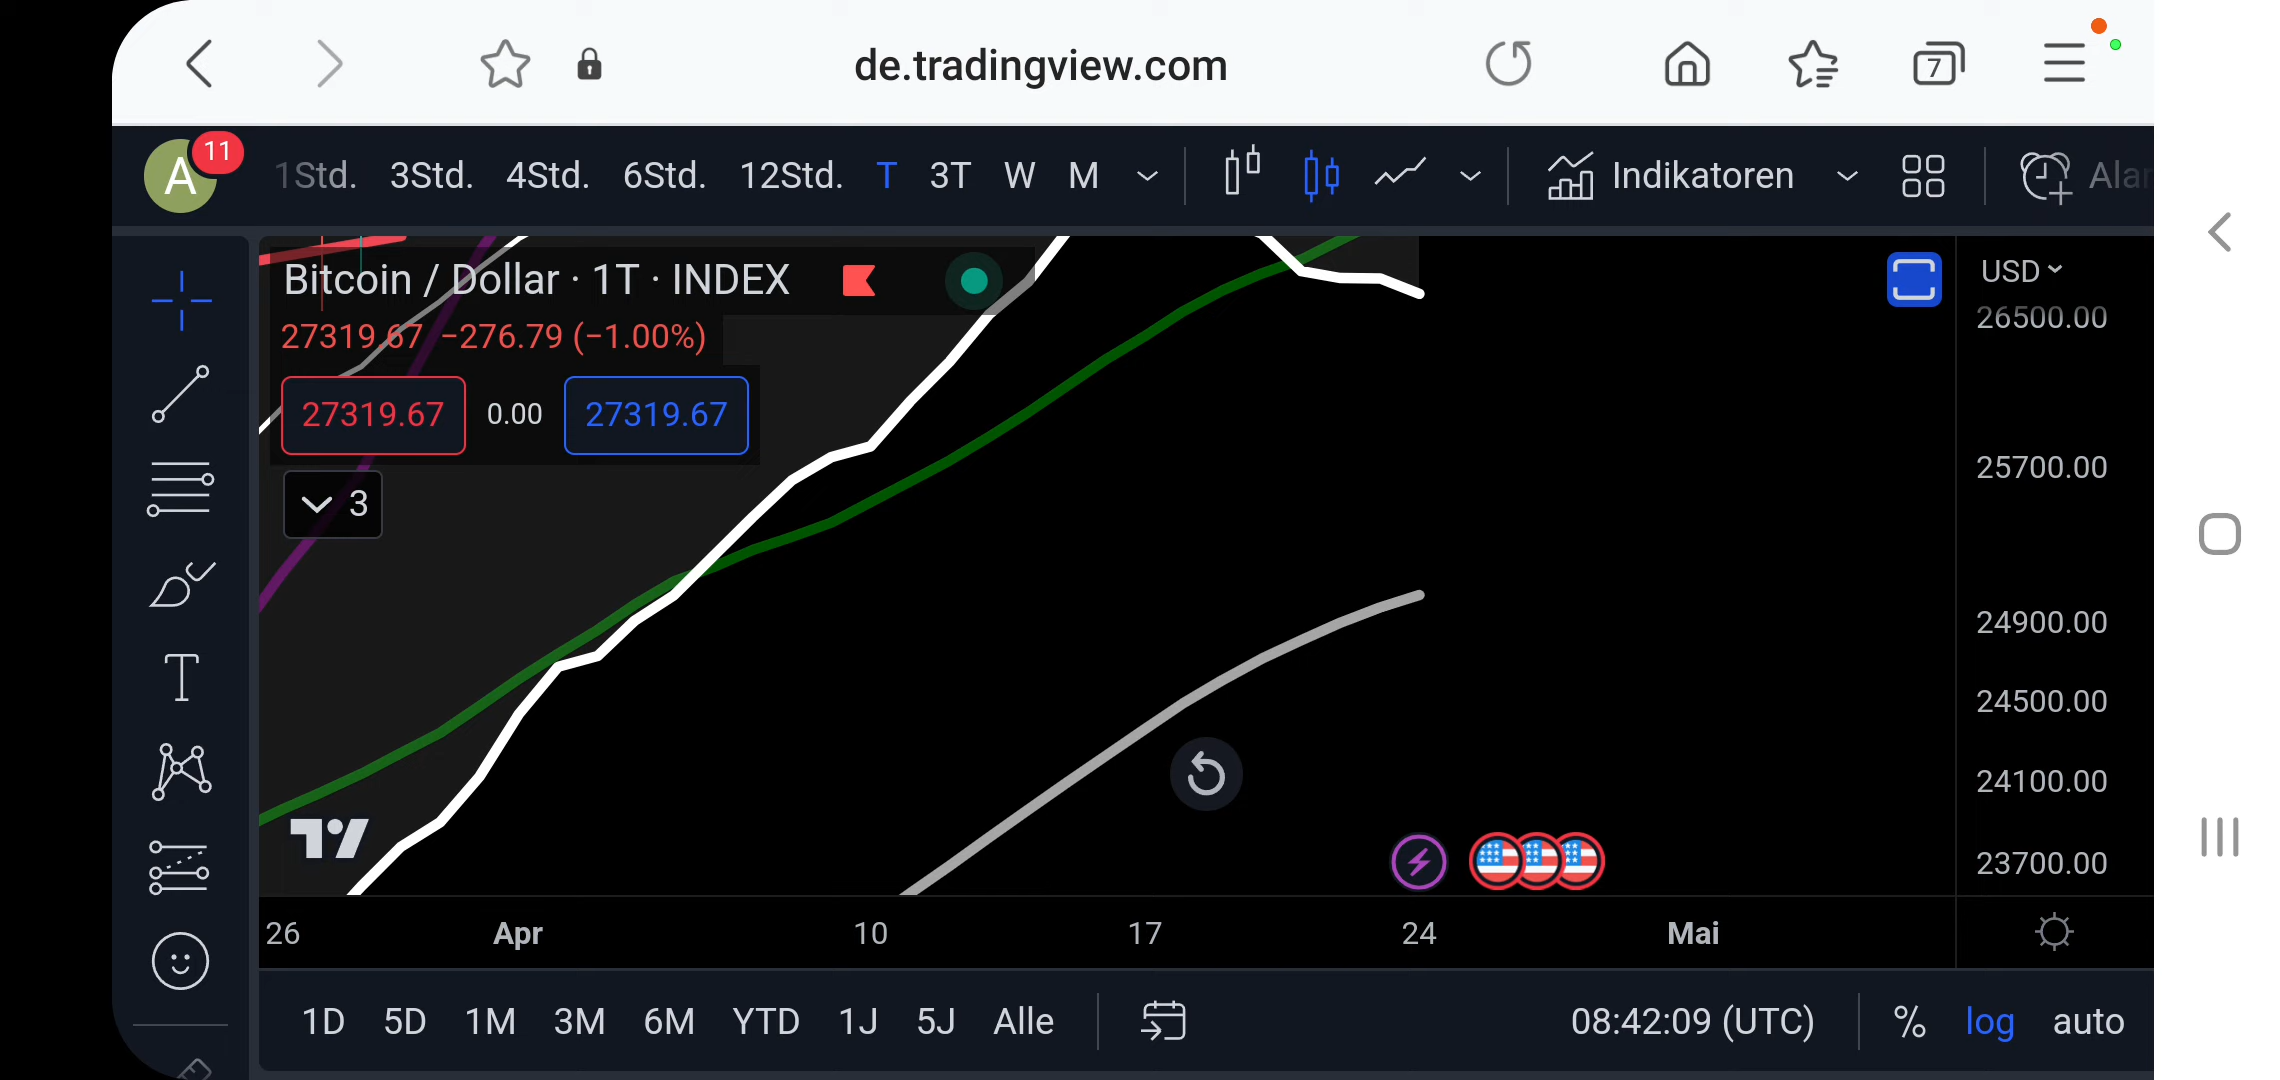 de.tradingview.com
7
A
11
1Std. 3Std. 4Std. 6Std. 12Std. T 3T W M
Indikatoren
Alar
Bitcoin / Dollar · 1T · INDEX
27319.67 −276.79 (−1.00%)
27319.67 0.00 27319.67
3
USD
26500.00
25700.00
24900.00
24500.00
24100.00
23700.00
26 Apr 10 17 24 Mai
1D 5D 1M 3M 6M YTD 1J 5J Alle
08:42:09 (UTC) % log auto